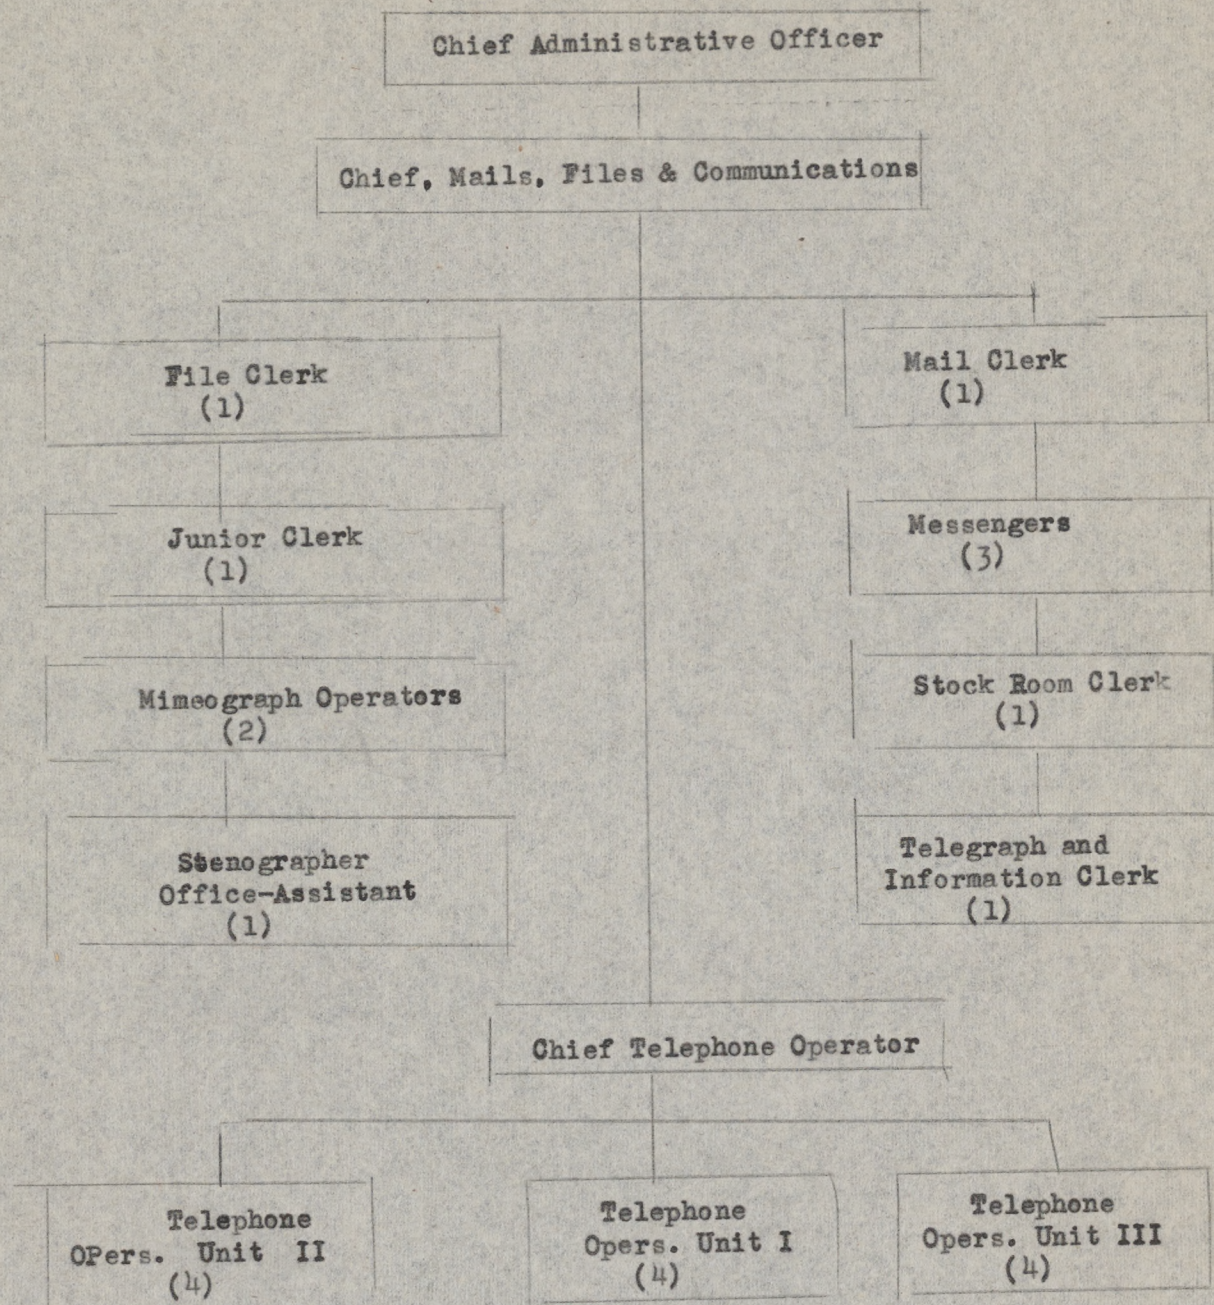 Chief Administrative Officer
Chief, Mails, Files & Communications
File Clerk
(1)
Junior Clerk
(1)
Mimeograph Operators
(2)
Stenographer
Office-Assistant
(1)
Mail Clerk
(1)
Messengers
(3)
Stock Room Clerk
(1)
Telegraph and
Information Clerk
(1)
Chief Telephone Operator
Telephone
OPers. Unit II
(4)
Telephone
Opers. Unit I
(4)
Telephone
Opers. Unit III
(4)